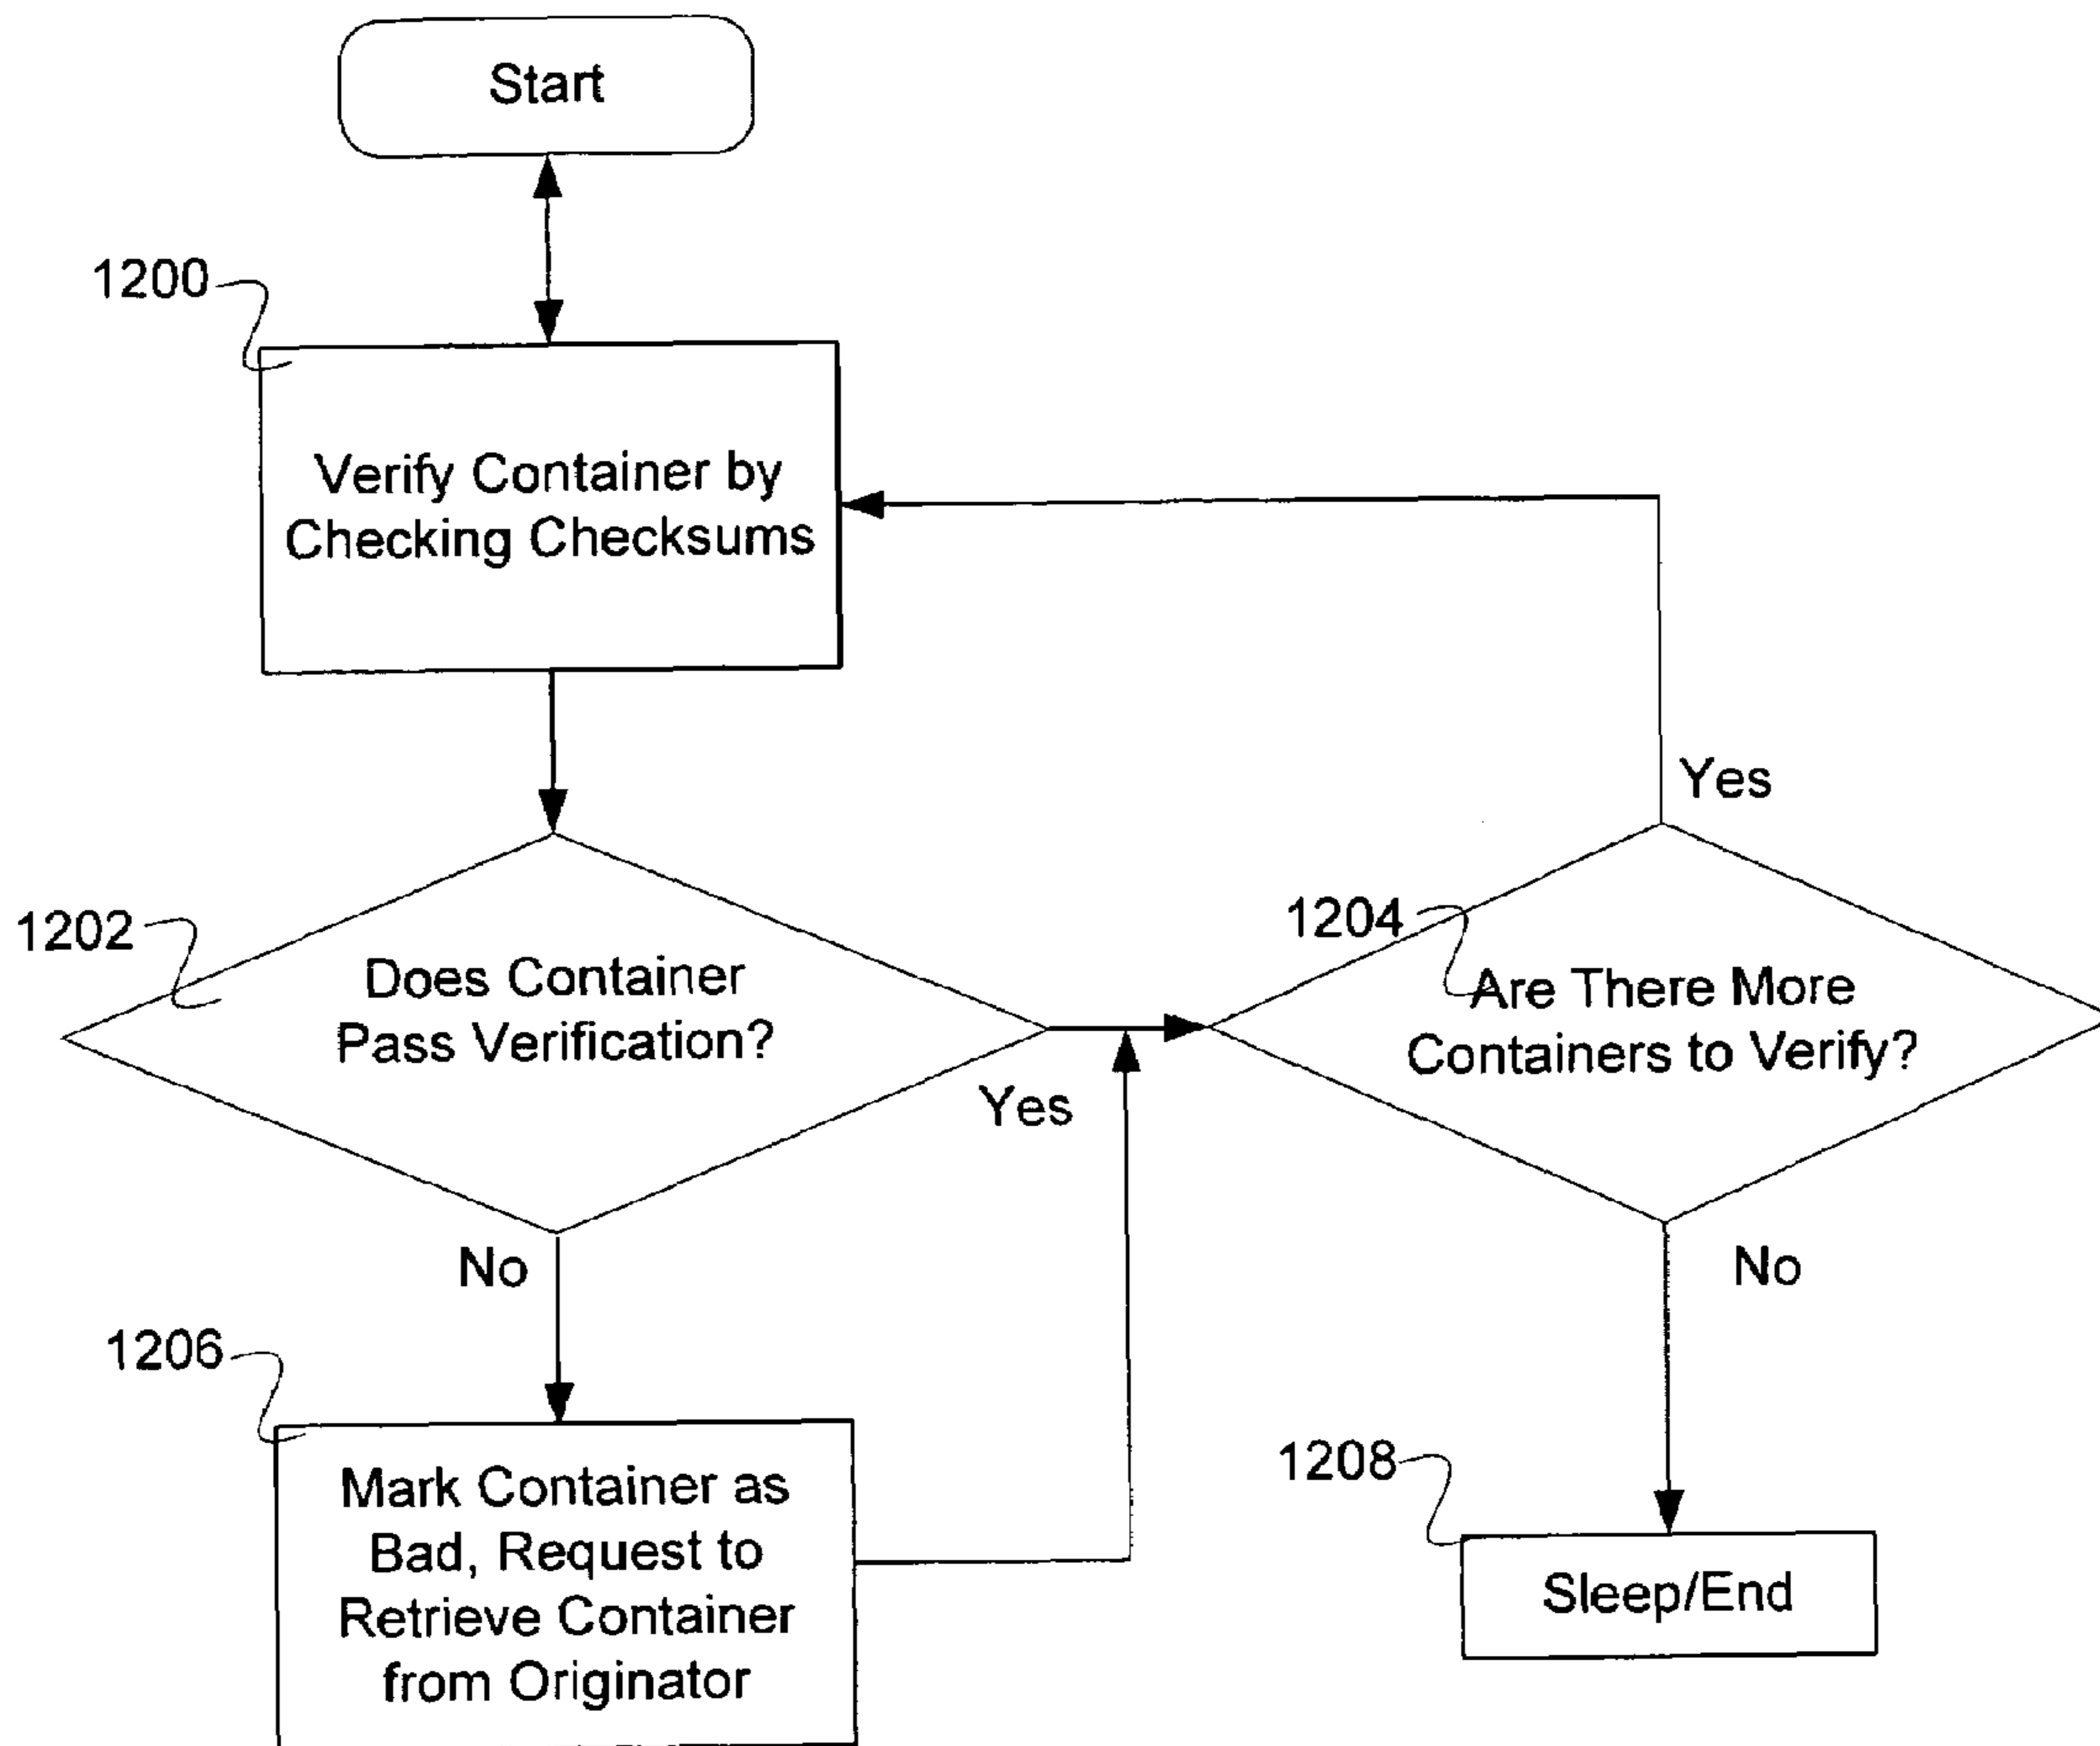 Start
1200
Verify Container by
Checking Checksums
Yes
1202
Does Container
Pass Verification?
Yes
1204
Are There More
Containers to Verify?
No
No
1206
Mark Container as
Bad, Request to
Retrieve Container
from Originator
1208
Sleep/End